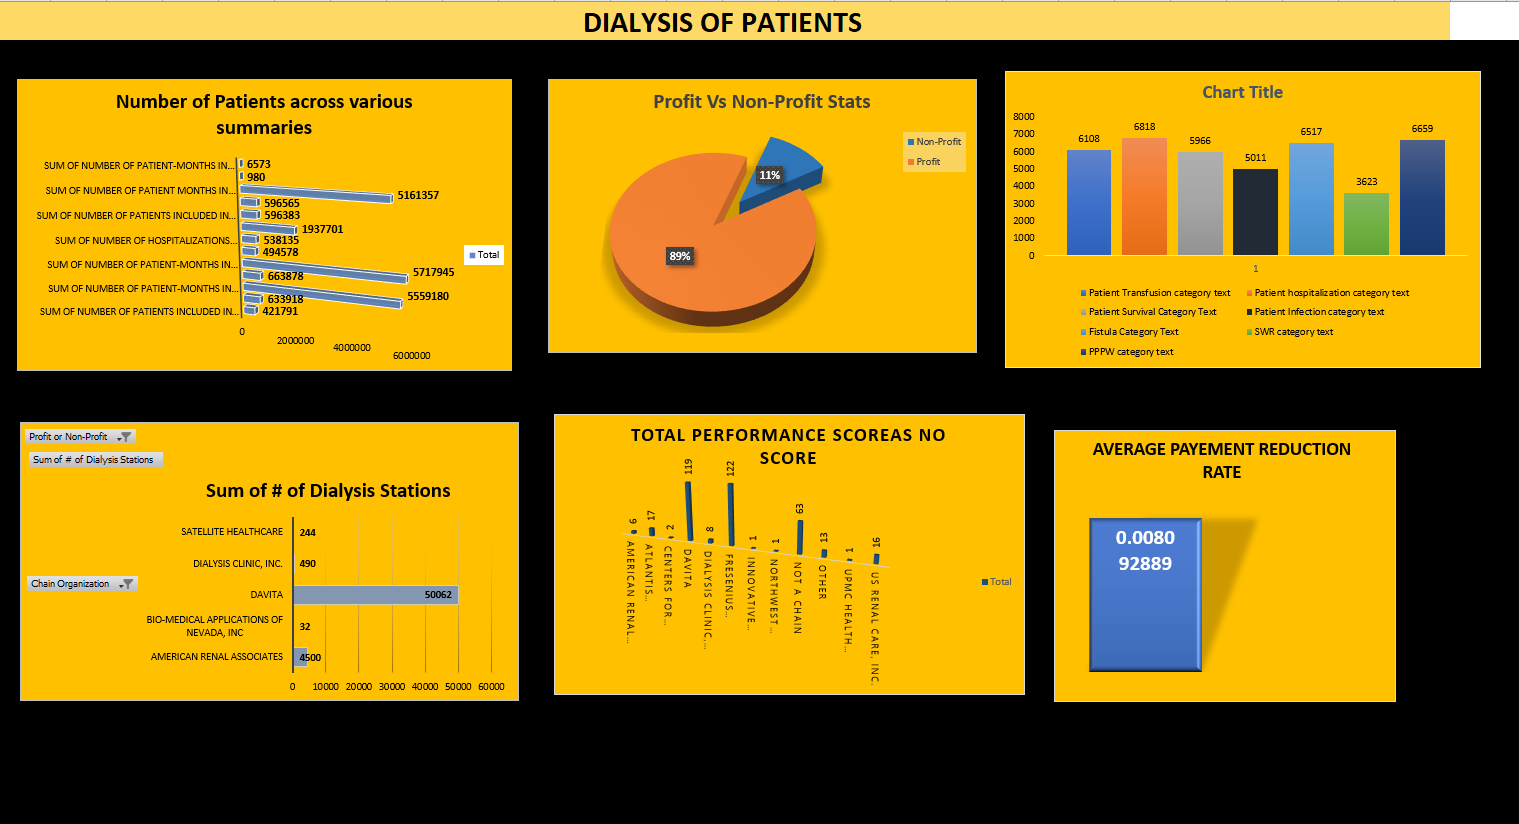 DIALYSIS OF PATIENTS
Number of Patients across various
summaries
SUM OF NUMBER OF PATIENT-MONTHS IN...
6573
980
SUM OF NUMBER OF PATIENT MONTHS IN...
5161357
596565
SUM OF NUMBER OF PATIENTS INCLUDED IN...
596383
1937701
SUM OF NUMBER OF HOSPITALIZATIONS...
538135
494578
SUM OF NUMBER OF PATIENT-MONTHS IN...
5717945
663878
SUM OF NUMBER OF PATIENT-MONTHS IN...
5559180
633918
SUM OF NUMBER OF PATIENTS INCLUDED IN...
421791
0
2000000
4000000
6000000
Total
Profit Vs Non-Profit Stats
Non-Profit
Profit
11%
89%
Chart Title
8000
7000
6000
5000
4000
3000
2000
1000
0
6108
6818
5966
5011
6517
3623
6659
1
Patient Transfusion category text
Patient hospitalization category text
Patient Survival Category Text
Patient Infection category text
Fistula Category Text
SWR category text
PPPW category text
Profit or Non-Profit
Sum of # of Dialysis Stations
Sum of # of Dialysis Stations
Chain Organization
SATELLITE HEALTHCARE
244
DIALYSIS CLINIC, INC.
490
DAVITA
50062
BIO-MEDICAL APPLICATIONS OF
NEVADA, INC
32
AMERICAN RENAL ASSOCIATES
4500
0 10000 20000 30000 40000 50000 60000
TOTAL PERFORMANCE SCOREAS NO
SCORE
9
17
2
119
8
122
1
1
63
13
1
16
AMERICAN RENAL...
ATLANTIS...
CENTERS FOR...
DAVITA
DIALYSIS CLINIC,...
FRESENIUS...
INNOVATIVE...
NORTHWEST...
NOT A CHAIN
OTHER
UPMC HEALTH...
US RENAL CARE, INC.
Total
AVERAGE PAYEMENT REDUCTION
RATE
0.0080
92889